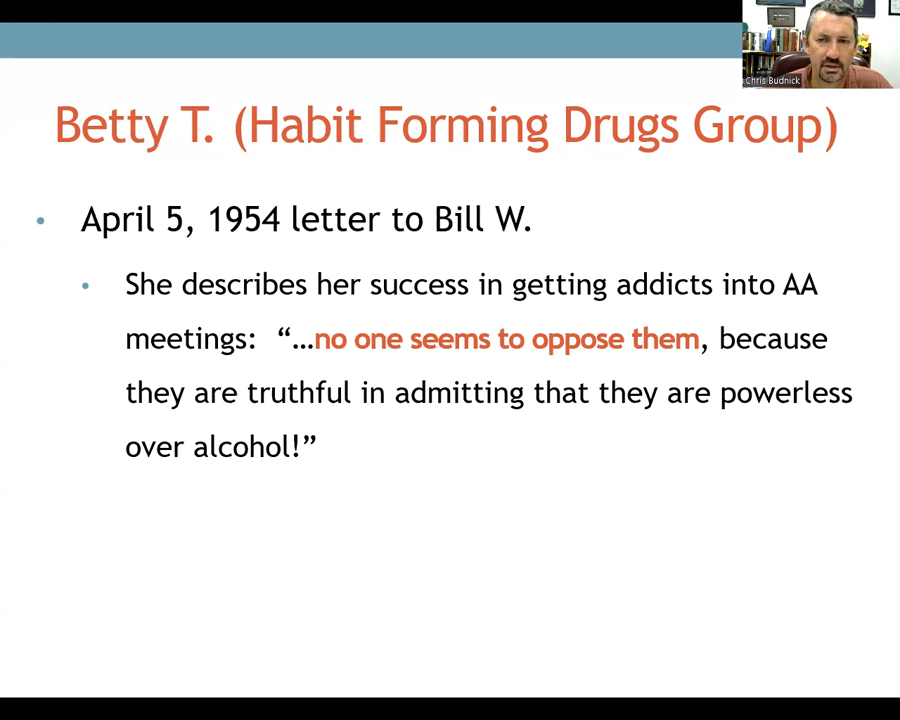 Chris Budnick
Betty T. (Habit Forming Drugs Group)
• April 5, 1954 letter to Bill W.
• She describes her success in getting addicts into AA
meetings:  “…no one seems to oppose them, because
they are truthful in admitting that they are powerless
over alcohol!”